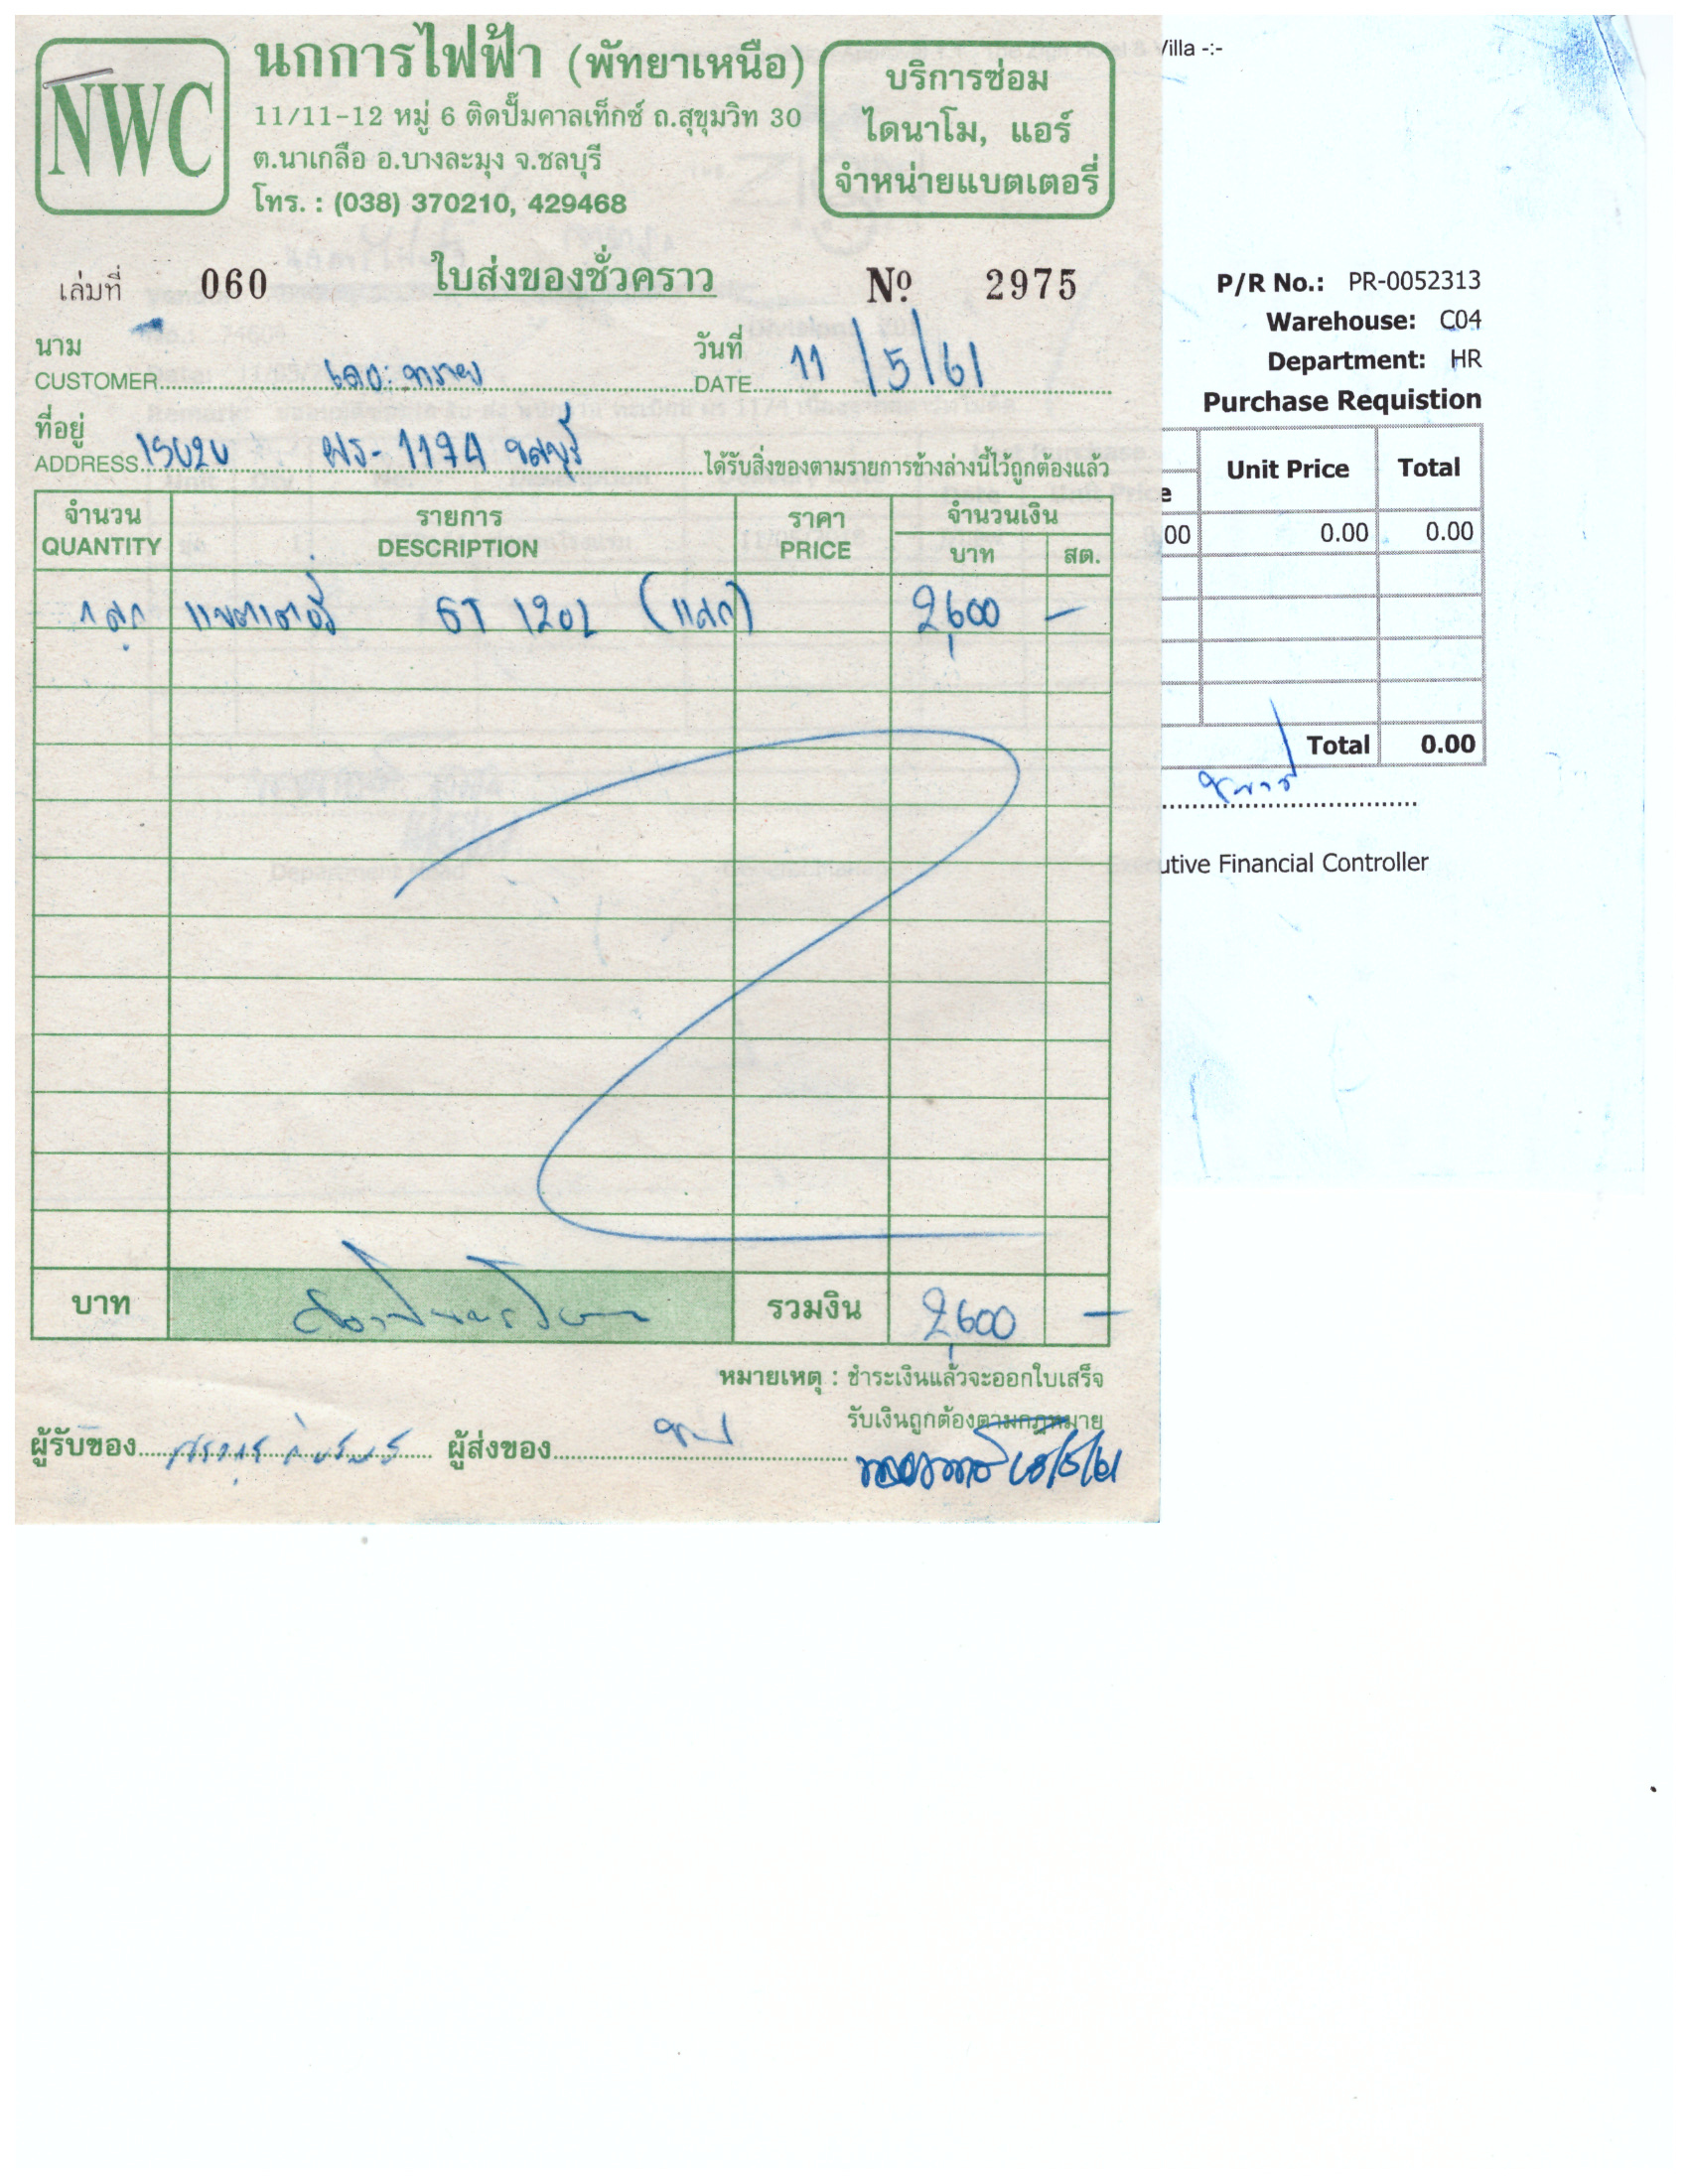 NWC
นกการไฟฟ้า (พัทยาเหนือ)
11/11-12 หมู่ 6 ติดปั๊มคาลเท็กซ์ ถ.สุขุมวิท 30
ต.นาเกลือ อ.บางละมุง จ.ชลบุรี
โทร. : (038) 370210, 429468
บริการซ่อม
ไดนาโม, แอร์
จำหน่ายแบตเตอรี่
เล่มที่ 060 ใบส่งของชั่วคราว Nº 2975
นาม
CUSTOMER
วันที่
DATE 11/5/61
ที่อยู่
ADDRESS ผร-1174 ชลบุรี ได้รับสิ่งของตามรายการข้างล่างนี้ไว้ถูกต้องแล้ว
จำนวน รายการ ราคา จำนวนเงิน
QUANTITY DESCRIPTION PRICE บาท สต.
1 ลูก แบตเตอรี่ GT 120L (แลก) 2,600 -
บาท รวมเงิน 2,600 -
หมายเหตุ : ชำระเงินแล้วจะออกใบเสร็จ
รับเงินถูกต้องตามกฎหมาย
ผู้รับของ ผู้ส่งของ
Villa -:-
P/R No.: PR-0052313
Warehouse: C04
Department: HR
Purchase Requistion
Unit Price Total
00 0.00 0.00
Total 0.00
utive Financial Controller